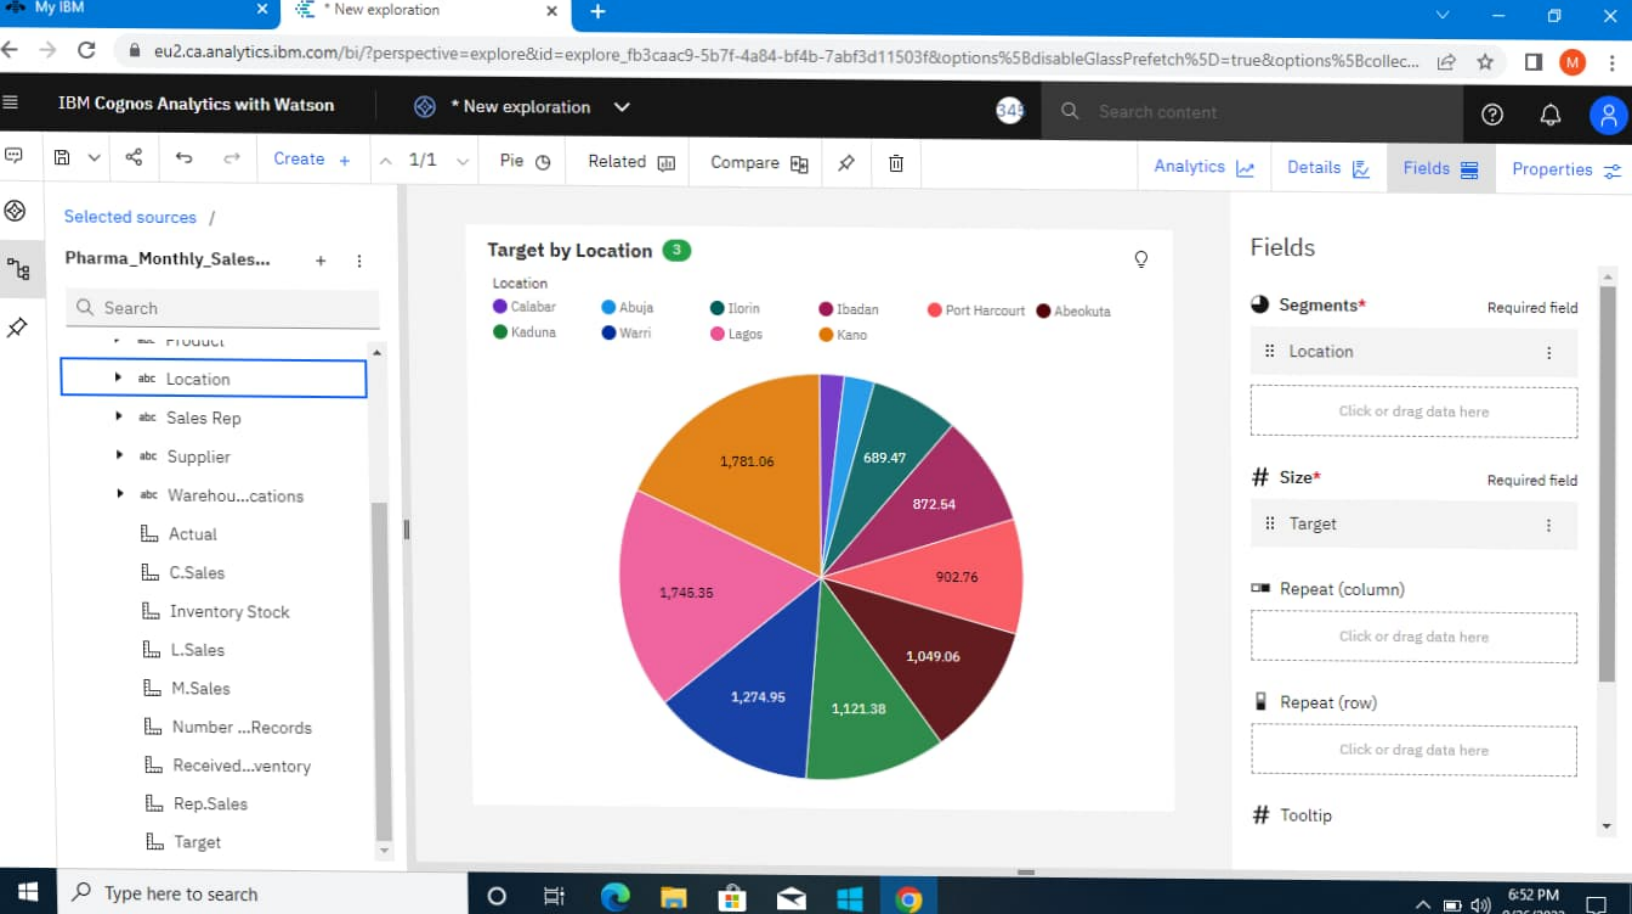 My IBM
* New exploration
eu2.ca.analytics.ibm.com/bi/?perspective=explore&id=explore_fb3caac9-5b7f-4a84-bf4b-7abf3d11503f&options%5BdisableGlassPrefetch%5D=true&options%5Bcollec...
M
IBM Cognos Analytics with Watson
* New exploration
345
Search content
Create +
1/1
Pie
Related
Compare
Analytics
Details
Fields
Properties
Selected sources /
Pharma_Monthly_Sales...
Search
abc Product
abc Location
abc Sales Rep
abc Supplier
abc Warehou...cations
Actual
C.Sales
Inventory Stock
L.Sales
M.Sales
Number ...Records
Received...ventory
Rep.Sales
Target
Target by Location 3
Location
Calabar Abuja Ilorin Ibadan Port Harcourt Abeokuta
Kaduna Warri Lagos Kano
689.47
1,781.06
872.54
902.76
1,745.35
1,049.06
1,274.95
1,121.38
Fields
Segments* Required field
Location
Click or drag data here
# Size* Required field
Target
Repeat (column)
Click or drag data here
Repeat (row)
Click or drag data here
# Tooltip
Type here to search
6:52 PM